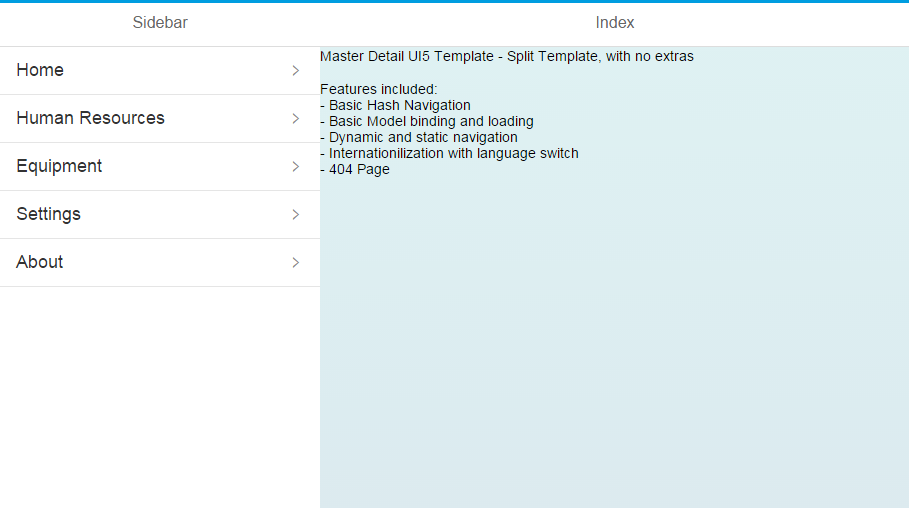 Sidebar
Index
Home
Human Resources
Equipment
Settings
About
Master Detail UI5 Template - Split Template, with no extras
Features included:
- Basic Hash Navigation
- Basic Model binding and loading
- Dynamic and static navigation
- Internationilization with language switch
- 404 Page